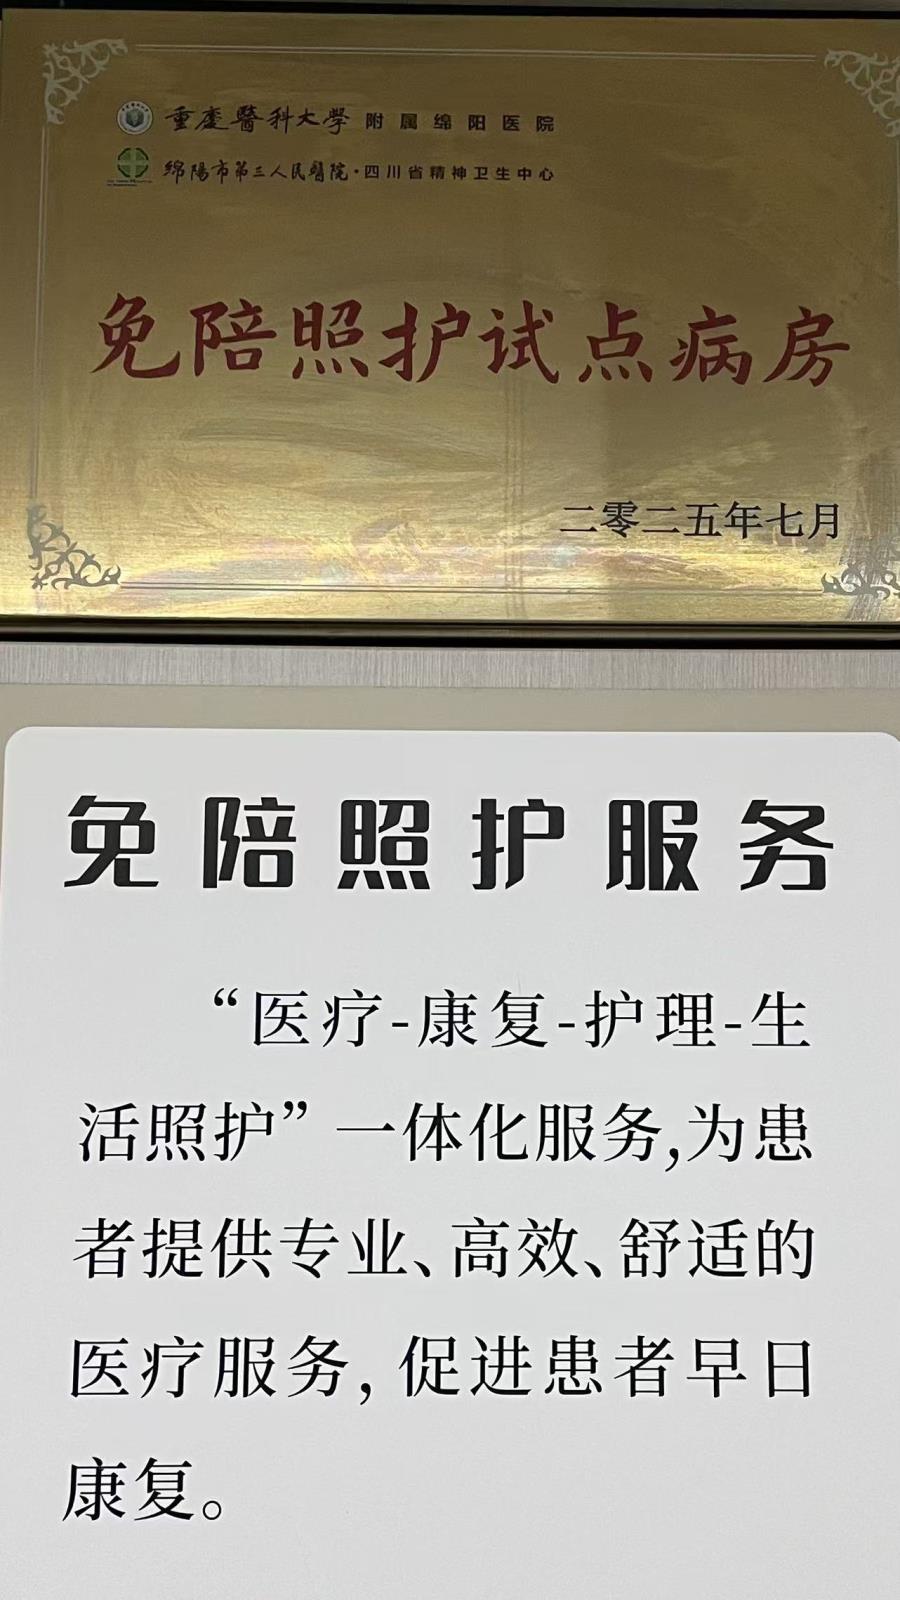 重慶醫科大學 附属绵阳医院
綿陽市第三人民醫院·四川省精神卫生中心
免陪照护试点病房
二零二五年七月
免陪照护服务
“医疗-康复-护理-生
活照护”一体化服务,为患
者提供专业、高效、舒适的
医疗服务, 促进患者早日
康复。